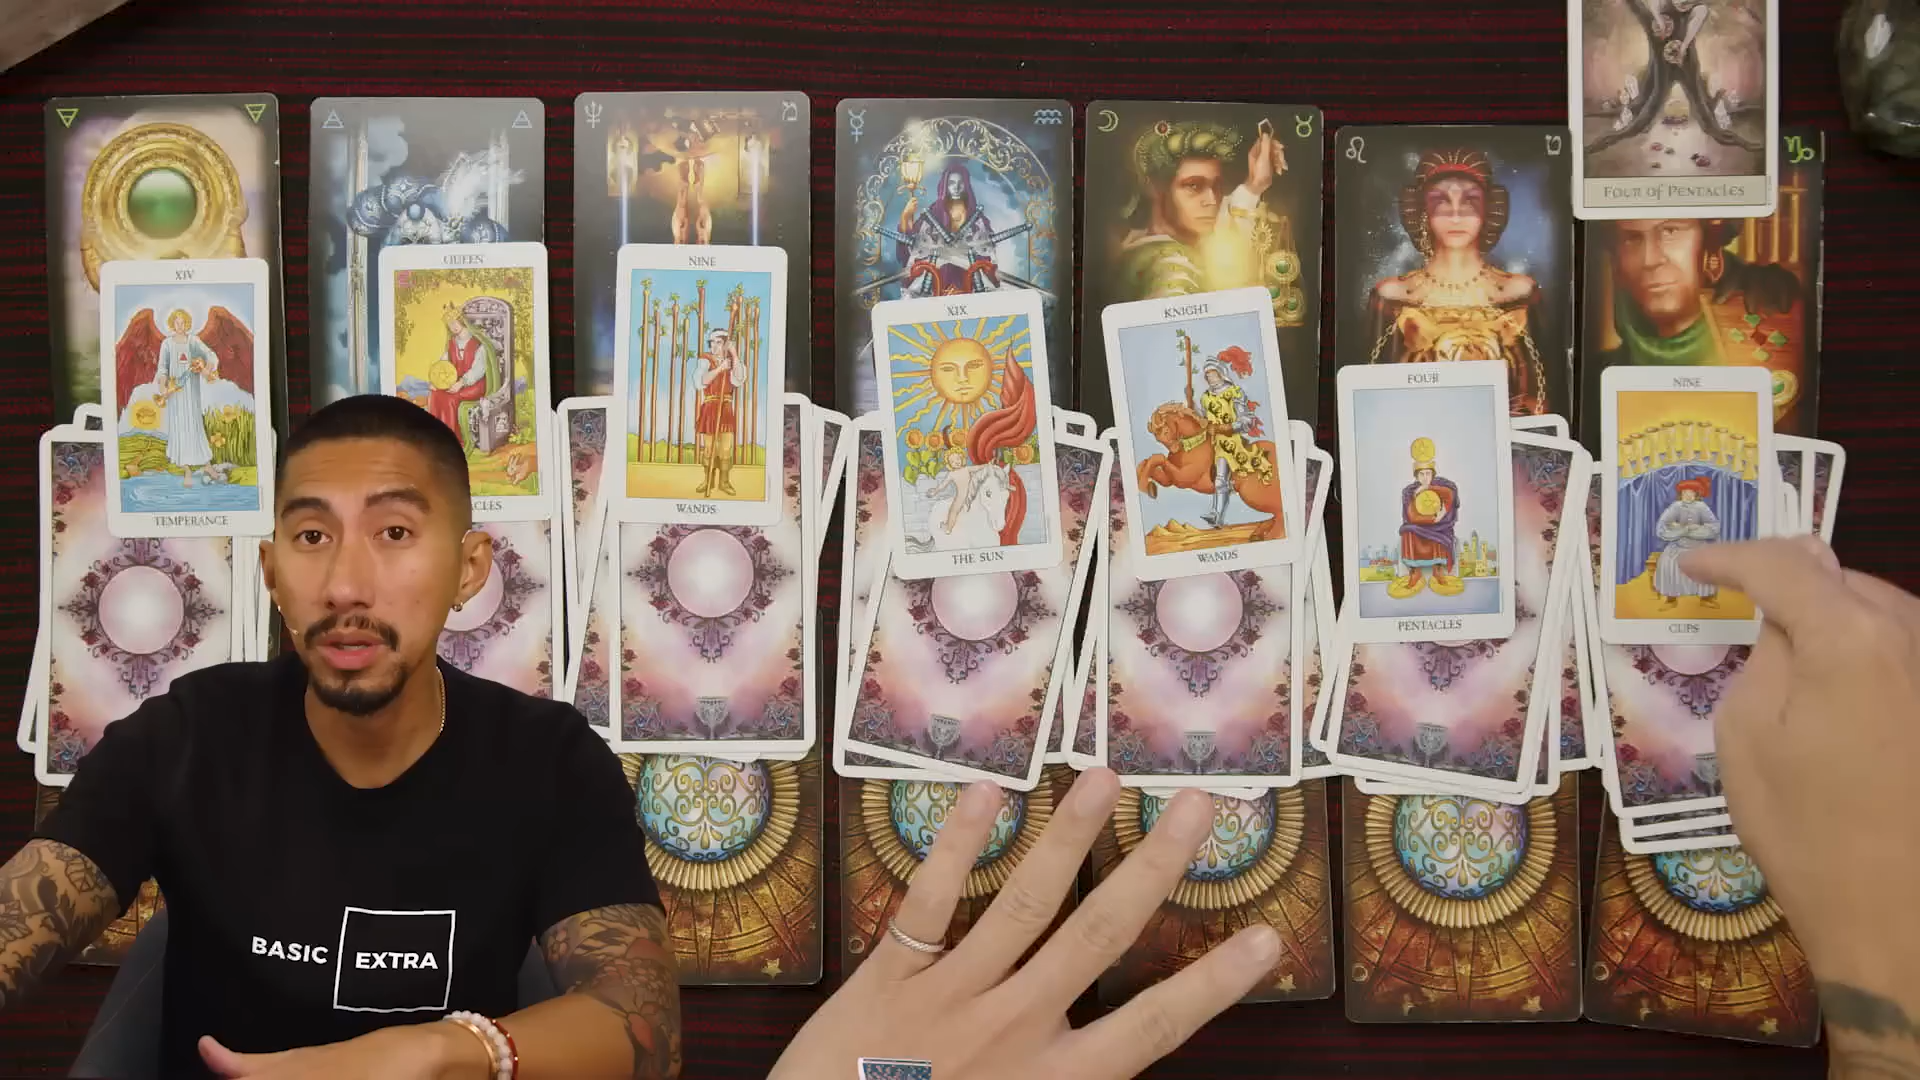 FOUR OF PENTACLES
XIV
TEMPERANCE
QUEEN
ACLES
NINE
WANDS
XIX
THE SUN
KNIGHT
WANDS
FOUR
PENTACLES
NINE
CUPS
BASIC EXTRA